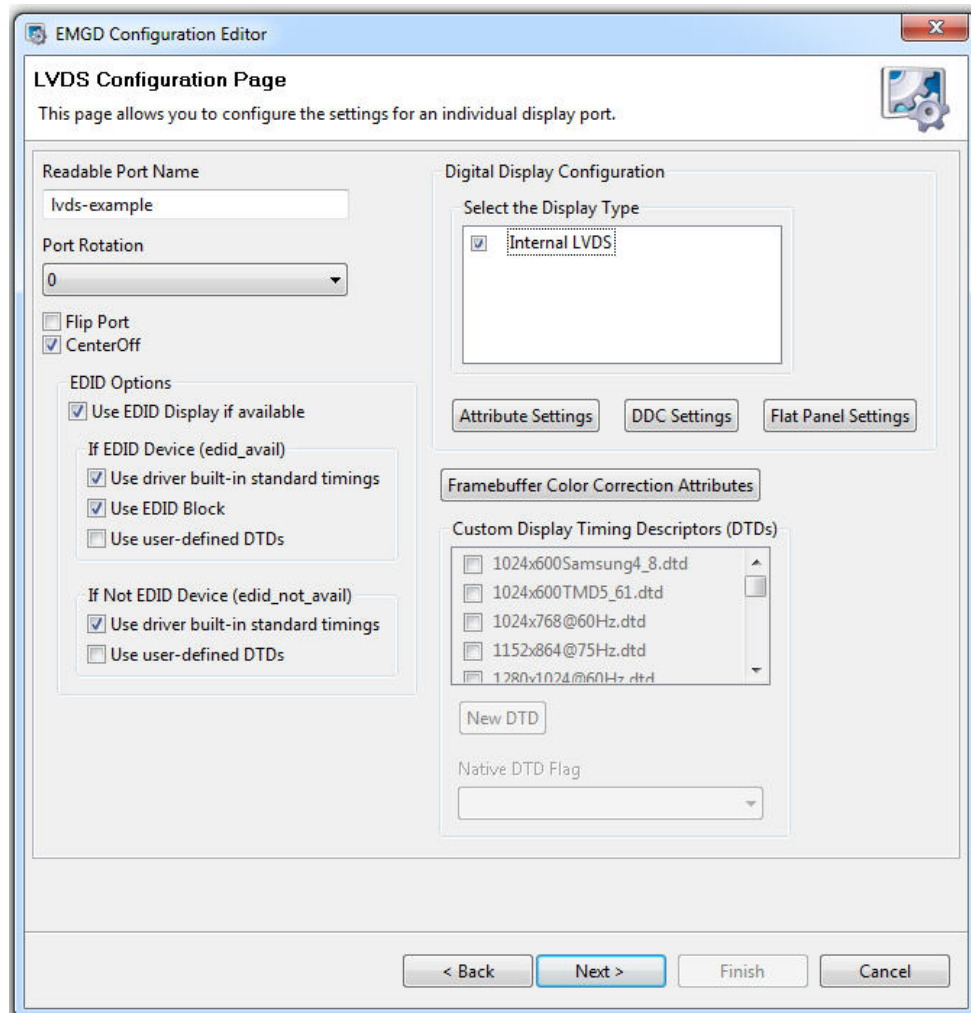 EMGD Configuration Editor
LVDS Configuration Page
This page allows you to configure the settings for an individual display port.
Readable Port Name
lvds-example
Port Rotation
0
Flip Port
CenterOff
EDID Options
Use EDID Display if available
If EDID Device (edid_avail)
Use driver built-in standard timings
Use EDID Block
Use user-defined DTDs
If Not EDID Device (edid_not_avail)
Use driver built-in standard timings
Use user-defined DTDs
Digital Display Configuration
Select the Display Type
Internal LVDS
Attribute Settings
DDC Settings
Flat Panel Settings
Framebuffer Color Correction Attributes
Custom Display Timing Descriptors (DTDs)
1024x600Samsung4_8.dtd
1024x600TMD5_61.dtd
1024x768@60Hz.dtd
1152x864@75Hz.dtd
1280x1024@60Hz.dtd
New DTD
Native DTD Flag
< Back
Next >
Finish
Cancel